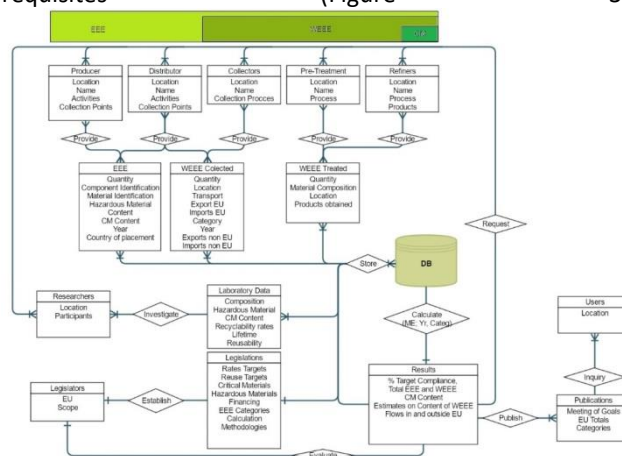 requisites (Figure
EEE
WEEE
Producer
Location
Name
Activities
Collection Points
Distributor
Location
Name
Activities
Collection Points
Collectors
Location
Name
Collection Procces
Pre-Treatment
Location
Name
Process
Refiners
Location
Name
Process
Products
Provide
Provide
Provide
Provide
Provide
EEE
Quantity
Component Identification
Material Identification
Hazardous Material
Content
CM Content
Year
Country of placement
WEEE Colected
Quantity
Location
Transport
Export EU
Imports EU
Category
Year
Exports non EU
Imports non EU
WEEE Treated
Quantity
Material Composition
Location
Products obtained
Request
Store
DB
Researchers
Location
Participants
Investigate
Laboratory Data
Composition
Hazardous Material
CM Content
Recyclability rates
Lifetime
Reusability
Calculate
(ME, Yr, Categ)
Users
Location
Legislators
EU
Scope
Establish
Legislations
Rates Targets
Reuse Targets
Critical Materials
Hazardous Materials
Financing
EEE Categories
Calculation
Methodologies
Results
% Target Compliance,
Total EEE and WEEE
CM Content
Estimates on Content of WEEE
Flows in and outside EU
Inquiry
Publish
Publications
Meeting of Goals
EU Totals
Categories
Evaluate